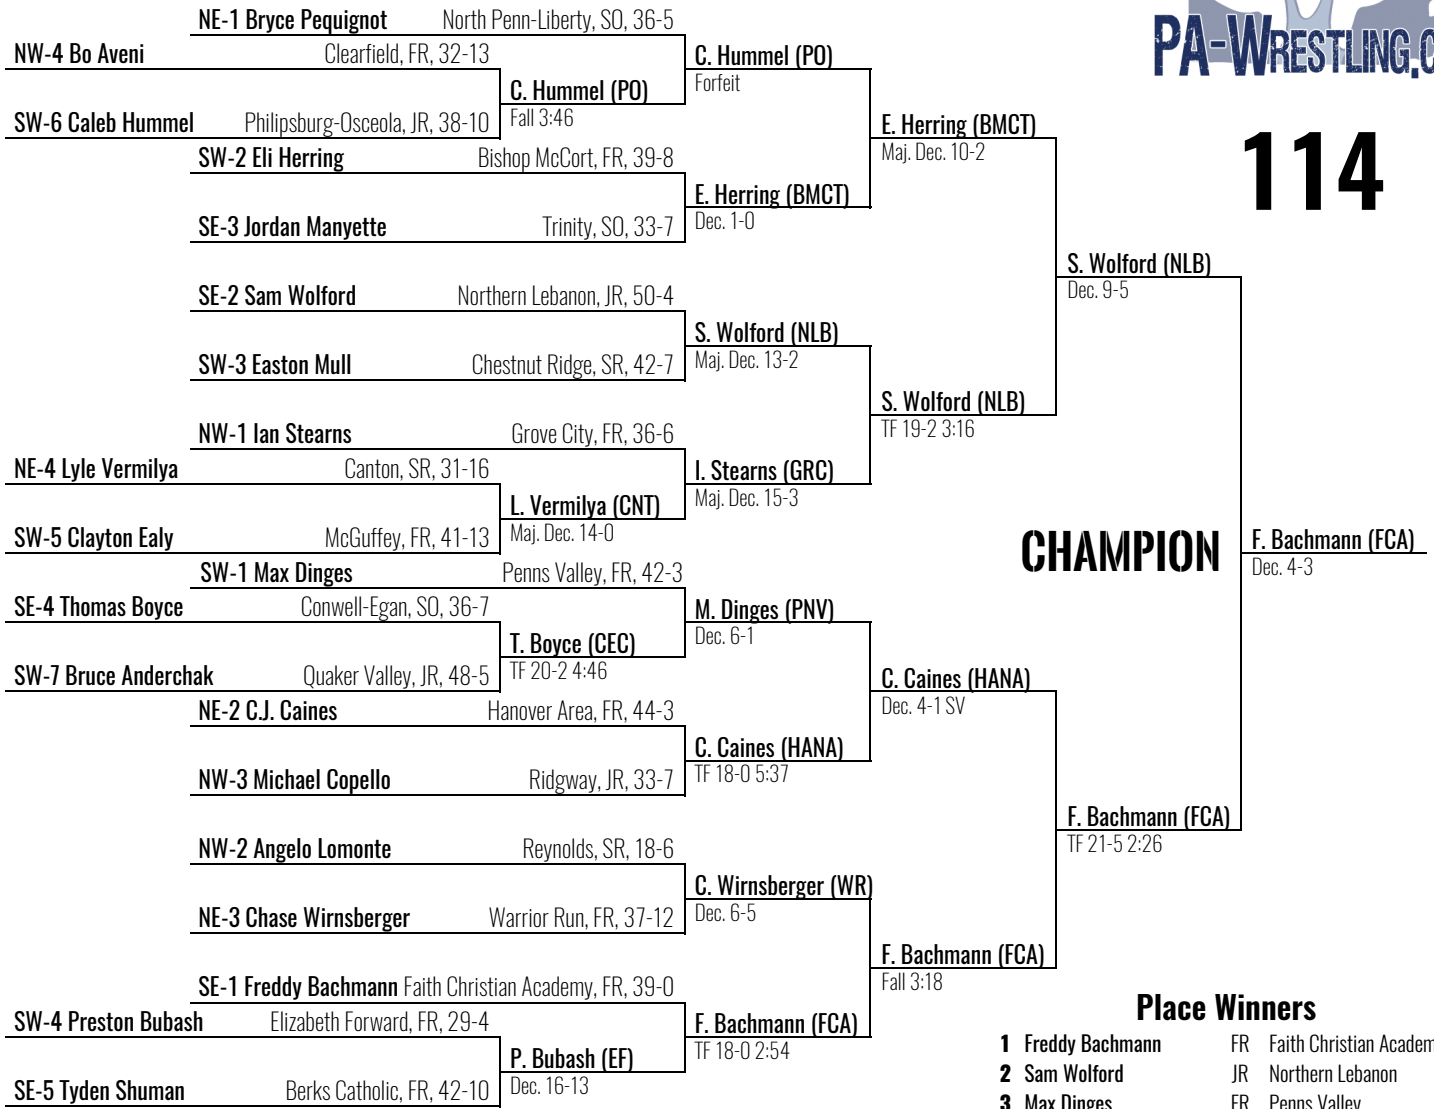 NE-1 Bryce Pequignot North Penn-Liberty, SO, 36-5
NW-4 Bo Aveni Clearfield, FR, 32-13
C. Hummel (PO)
Forfeit
C. Hummel (PO)
Fall 3:46
SW-6 Caleb Hummel Philipsburg-Osceola, JR, 38-10
E. Herring (BMCT)
Maj. Dec. 10-2
SW-2 Eli Herring Bishop McCort, FR, 39-8
E. Herring (BMCT)
Dec. 1-0
SE-3 Jordan Manyette Trinity, SO, 33-7
S. Wolford (NLB)
Dec. 9-5
SE-2 Sam Wolford Northern Lebanon, JR, 50-4
S. Wolford (NLB)
Maj. Dec. 13-2
SW-3 Easton Mull Chestnut Ridge, SR, 42-7
S. Wolford (NLB)
TF 19-2 3:16
NW-1 Ian Stearns Grove City, FR, 36-6
NE-4 Lyle Vermilya Canton, SR, 31-16
I. Stearns (GRC)
Maj. Dec. 15-3
L. Vermilya (CNT)
Maj. Dec. 14-0
SW-5 Clayton Ealy McGuffey, FR, 41-13
CHAMPION
F. Bachmann (FCA)
Dec. 4-3
SW-1 Max Dinges Penns Valley, FR, 42-3
SE-4 Thomas Boyce Conwell-Egan, SO, 36-7
M. Dinges (PNV)
Dec. 6-1
T. Boyce (CEC)
TF 20-2 4:46
SW-7 Bruce Anderchak Quaker Valley, JR, 48-5
C. Caines (HANA)
Dec. 4-1 SV
NE-2 C.J. Caines Hanover Area, FR, 44-3
C. Caines (HANA)
TF 18-0 5:37
NW-3 Michael Copello Ridgway, JR, 33-7
F. Bachmann (FCA)
TF 21-5 2:26
NW-2 Angelo Lomonte Reynolds, SR, 18-6
C. Wirnsberger (WR)
Dec. 6-5
NE-3 Chase Wirnsberger Warrior Run, FR, 37-12
F. Bachmann (FCA)
Fall 3:18
SE-1 Freddy Bachmann Faith Christian Academy, FR, 39-0
SW-4 Preston Bubash Elizabeth Forward, FR, 29-4
F. Bachmann (FCA)
TF 18-0 2:54
P. Bubash (EF)
Dec. 16-13
SE-5 Tyden Shuman Berks Catholic, FR, 42-10
PA-WRESTLING.C
114
Place Winners
1 Freddy Bachmann FR Faith Christian Academ
2 Sam Wolford JR Northern Lebanon
3 Max Dinges FR Penns Valley